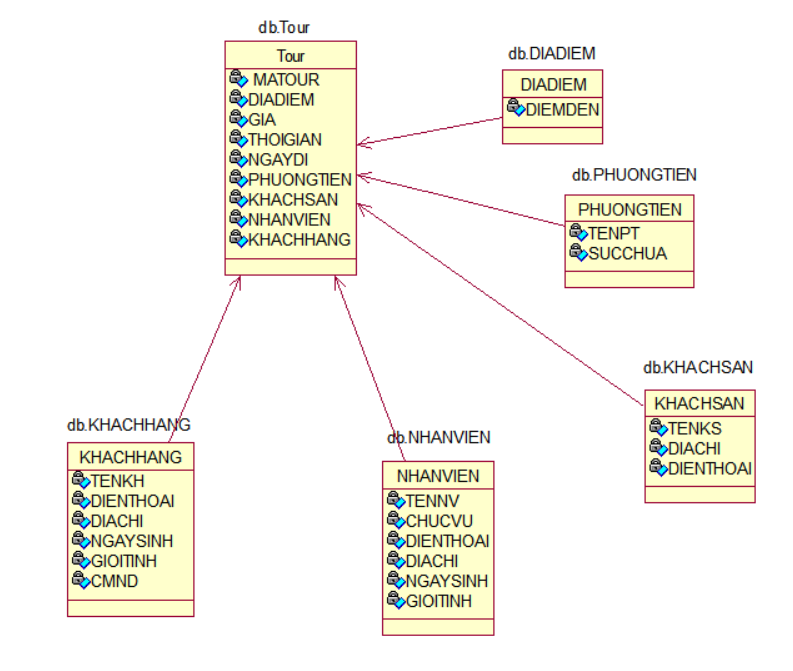 db.Tour
Tour
MATOUR
DIADIEM
GIA
THOIGIAN
NGAYDI
PHUONGTIEN
KHACHSAN
NHANVIEN
KHACHHANG
db.DIADIEM
DIADIEM
DIEMDEN
db.PHUONGTIEN
PHUONGTIEN
TENPT
SUCCHUA
db.KHACHSAN
KHACHSAN
TENKS
DIACHI
DIENTHOAI
db.KHACHHANG
KHACHHANG
TENKH
DIENTHOAI
DIACHI
NGAYSINH
GIOITINH
CMND
db.NHANVIEN
NHANVIEN
TENNV
CHUCVU
DIENTHOAI
DIACHI
NGAYSINH
GIOITINH